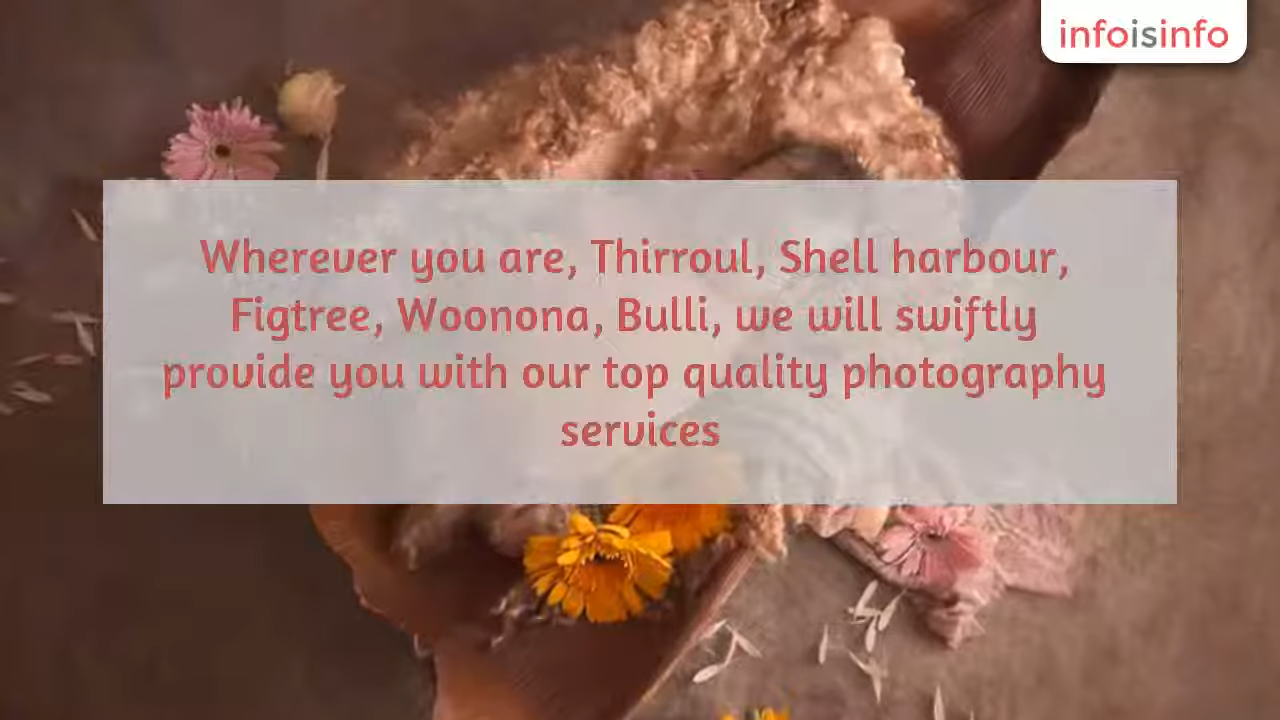 infoisinfo
Wherever you are, Thirroul, Shell harbour,
Figtree, Woonona, Bulli, we will swiftly
provide you with our top quality photography
services